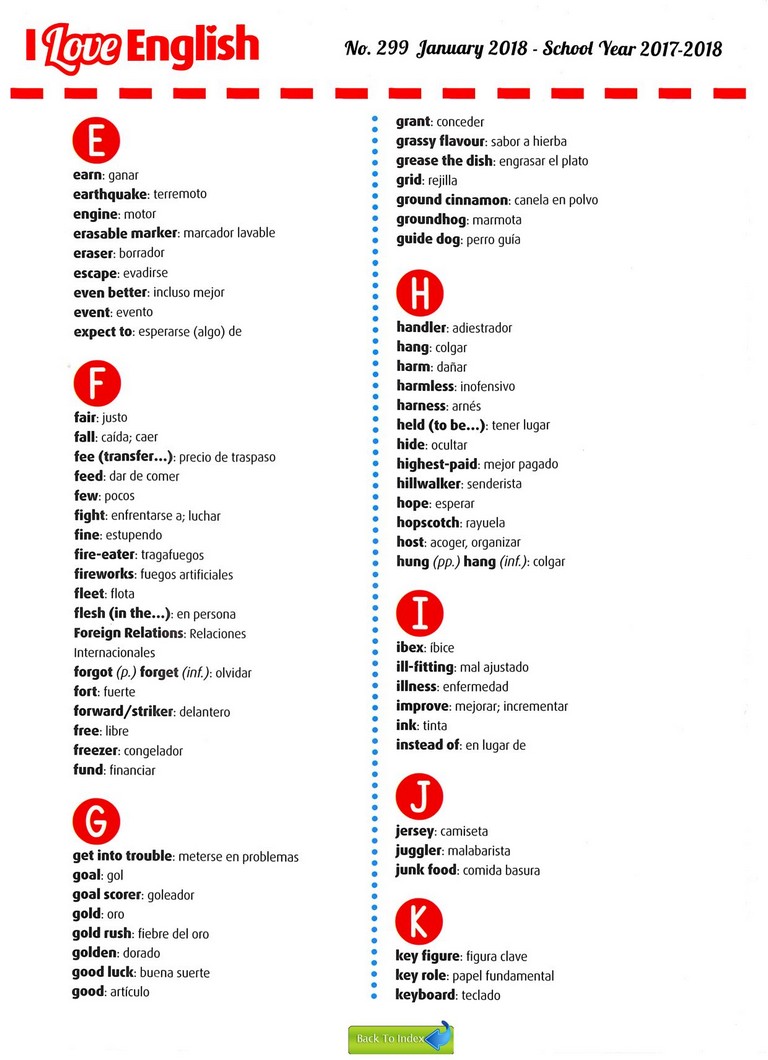 I Love English
No. 299 January 2018 - School Year 2017-2018
E
earn: ganar
earthquake: terremoto
engine: motor
erasable marker: marcador lavable
eraser: borrador
escape: evadirse
even better: incluso mejor
event: evento
expect to: esperarse (algo) de
F
fair: justo
fall: caída; caer
fee (transfer...): precio de traspaso
feed: dar de comer
few: pocos
fight: enfrentarse a; luchar
fine: estupendo
fire-eater: tragafuegos
fireworks: fuegos artificiales
fleet: flota
flesh (in the...): en persona
Foreign Relations: Relaciones
Internacionales
forgot (p.) forget (inf.): olvidar
fort: fuerte
forward/striker: delantero
free: libre
freezer: congelador
fund: financiar
G
get into trouble: meterse en problemas
goal: gol
goal scorer: goleador
gold: oro
gold rush: fiebre del oro
golden: dorado
good luck: buena suerte
good: artículo
grant: conceder
grassy flavour: sabor a hierba
grease the dish: engrasar el plato
grid: rejilla
ground cinnamon: canela en polvo
groundhog: marmota
guide dog: perro guía
H
handler: adiestrador
hang: colgar
harm: dañar
harmless: inofensivo
harness: arnés
held (to be...): tener lugar
hide: ocultar
highest-paid: mejor pagado
hillwalker: senderista
hope: esperar
hopscotch: rayuela
host: acoger, organizar
hung (pp.) hang (inf.): colgar
I
ibex: íbice
ill-fitting: mal ajustado
illness: enfermedad
improve: mejorar; incrementar
ink: tinta
instead of: en lugar de
J
jersey: camiseta
juggler: malabarista
junk food: comida basura
K
key figure: figura clave
key role: papel fundamental
keyboard: teclado
Back To Index